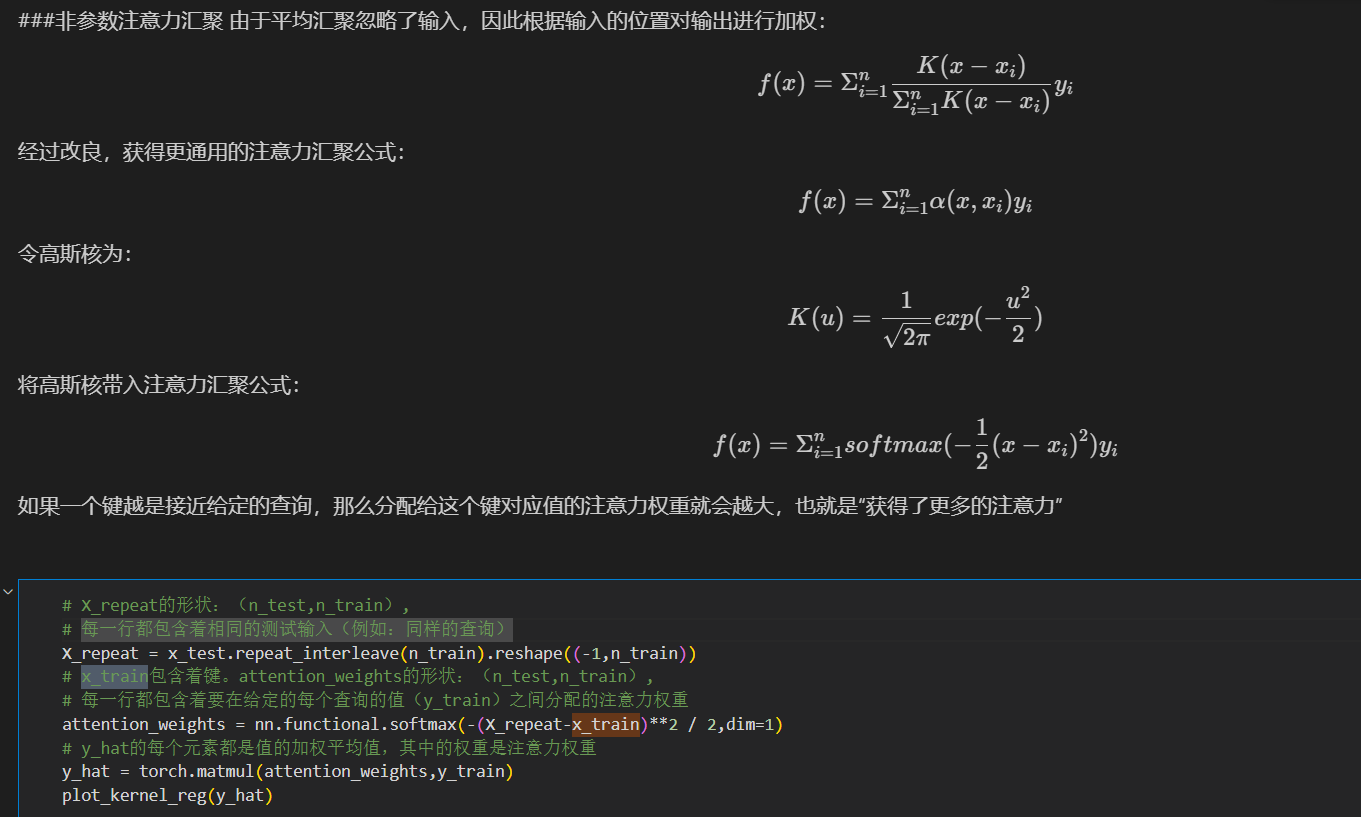 ###非参数注意力汇聚 由于平均汇聚忽略了输入，因此根据输入的位置对输出进行加权：
f(x) = Σ_{i=1}^{n} \frac{K(x − x_i)}{Σ_{i=1}^{n} K(x − x_i)} y_i
经过改良，获得更通用的注意力汇聚公式：
f(x) = Σ_{i=1}^{n} α(x, x_i) y_i
令高斯核为：
K(u) = \frac{1}{\sqrt{2π}} exp(−\frac{u^2}{2})
将高斯核带入注意力汇聚公式：
f(x) = Σ_{i=1}^{n} softmax(−\frac{1}{2}(x − x_i)^2) y_i
如果一个键越是接近给定的查询，那么分配给这个键对应值的注意力权重就会越大，也就是“获得了更多的注意力”
# X_repeat的形状：（n_test,n_train）,
# 每一行都包含着相同的测试输入（例如：同样的查询）
X_repeat = x_test.repeat_interleave(n_train).reshape((-1,n_train))
# x_train包含着键。attention_weights的形状：（n_test,n_train）,
# 每一行都包含着要在给定的每个查询的值（y_train）之间分配的注意力权重
attention_weights = nn.functional.softmax(-(X_repeat-x_train)**2 / 2,dim=1)
# y_hat的每个元素都是值的加权平均值，其中的权重是注意力权重
y_hat = torch.matmul(attention_weights,y_train)
plot_kernel_reg(y_hat)